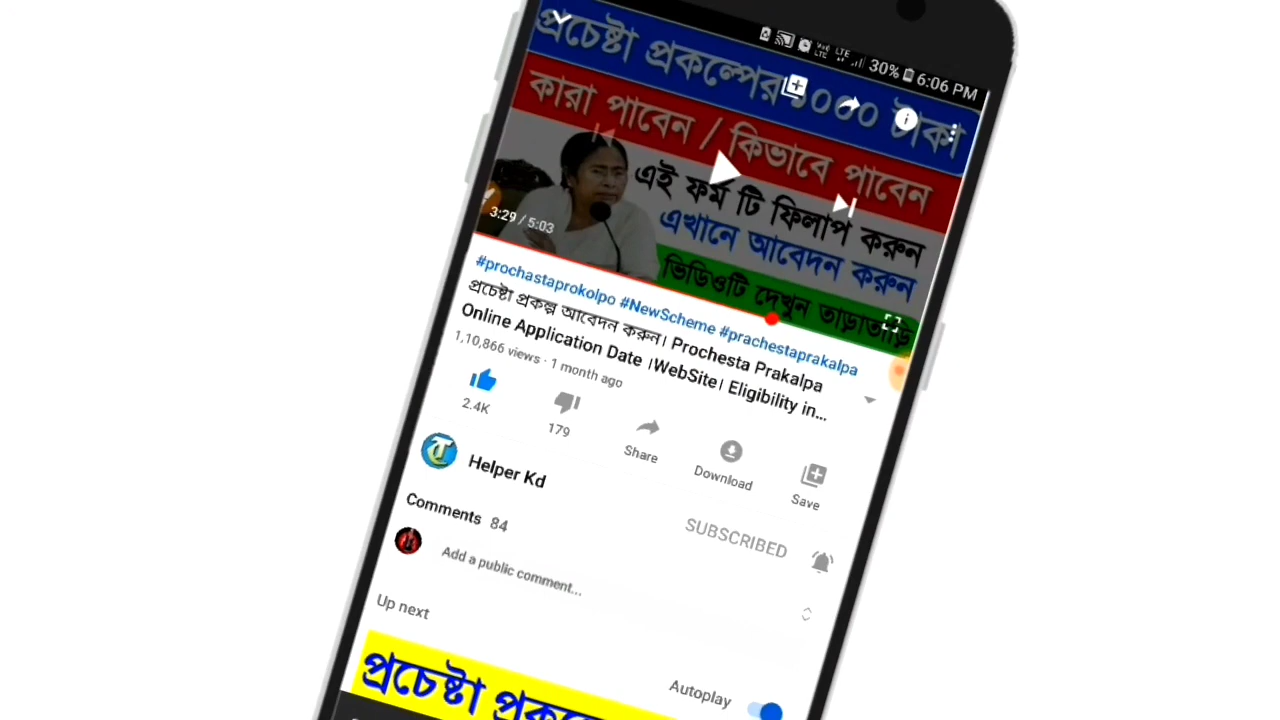 30% 6:06 PM
প্রচেষ্টা প্রকল্পের ১০০০ টাকা
কারা পাবেন / কিভাবে পাবেন
এই ফর্ম টি ফিলাপ করুন
এখানে আবেদন করুন
ভিডিওটি দেখুন তাড়াতাড়ি
3:29 / 5:03
#prochastaprokolpo #NewScheme #prachestaprakalpa
প্রচেষ্টা প্রকল্প আবেদন করুন। Prochesta Prakalpa
Online Application Date ।WebSite। Eligibility in...
1,10,866 views · 1 month ago
2.4K
179
Share
Download
Save
Helper Kd
SUBSCRIBED
Comments 84
Add a public comment...
Up next
Autoplay
প্রচেষ্টা